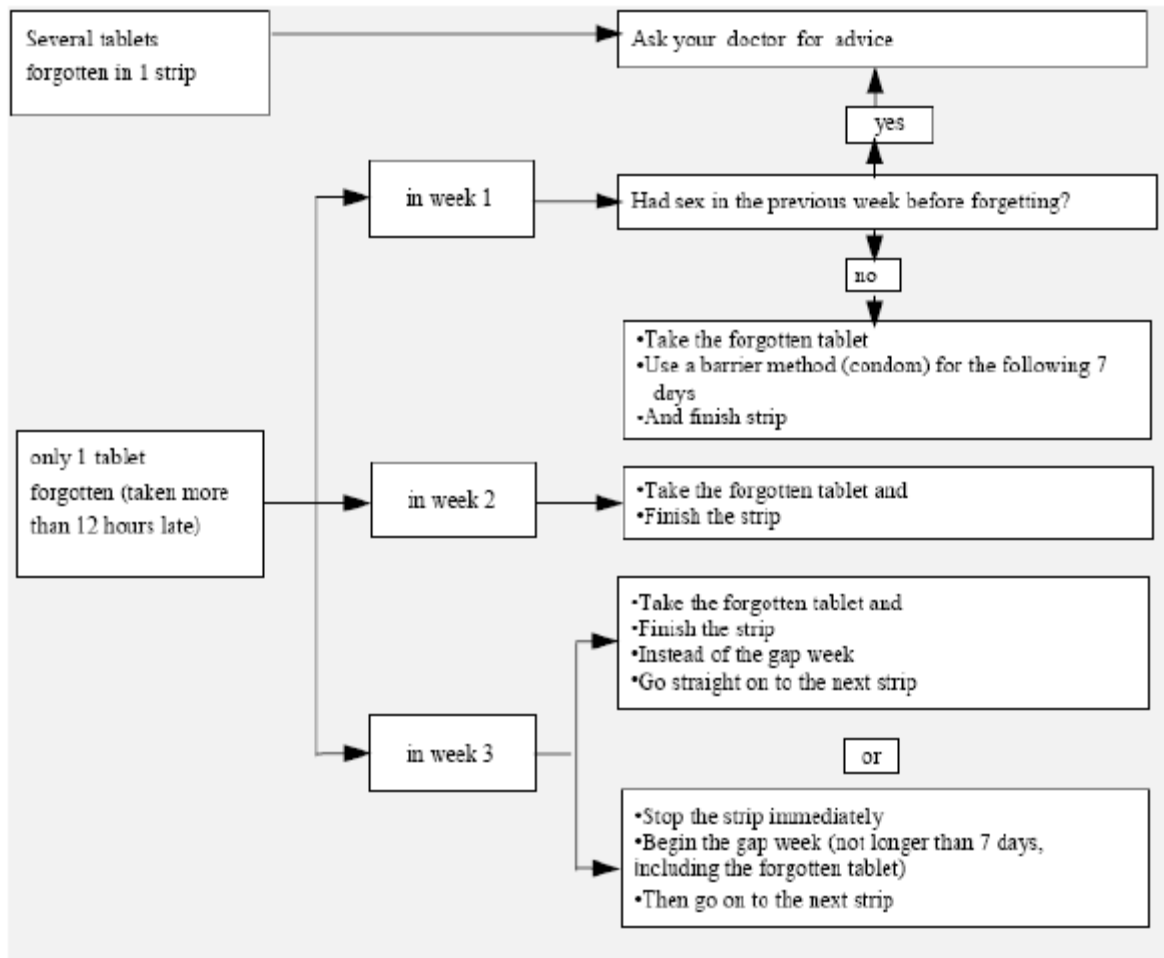 Several tablets
forgotten in 1 strip
Ask your doctor for advice
yes
in week 1
Had sex in the previous week before forgetting?
no
•Take the forgotten tablet
•Use a barrier method (condom) for the following 7
days
•And finish strip
only 1 tablet
forgotten (taken more
than 12 hours late)
in week 2
•Take the forgotten tablet and
•Finish the strip
in week 3
•Take the forgotten tablet and
•Finish the strip
•Instead of the gap week
•Go straight on to the next strip
or
•Stop the strip immediately
•Begin the gap week (not longer than 7 days,
including the forgotten tablet)
•Then go on to the next strip